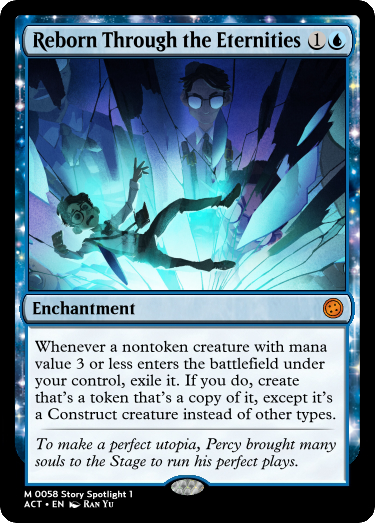 Reborn Through the Eternities 1
Enchantment
Whenever a nontoken creature with mana
value 3 or less enters the battlefield under
your control, exile it. If you do, create
that's a token that's a copy of it, except it's
a Construct creature instead of other types.
To make a perfect utopia, Percy brought many
souls to the Stage to run his perfect plays.
M 0058 Story Spotlight 1
ACT • EN Ran Yu